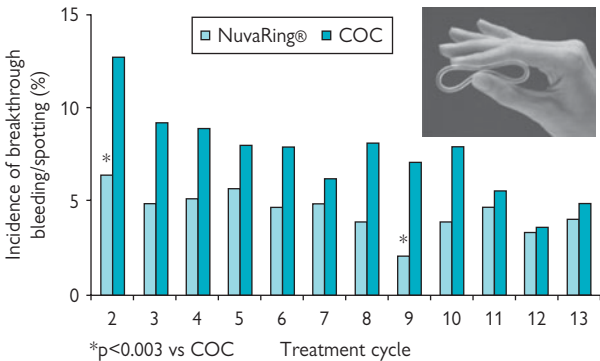 15
10
5
0
Incidence of breakthrough
bleeding/spotting (%)
NuvaRing® COC
*
*
2 3 4 5 6 7 8 9 10 11 12 13
*p<0.003 vs COC Treatment cycle